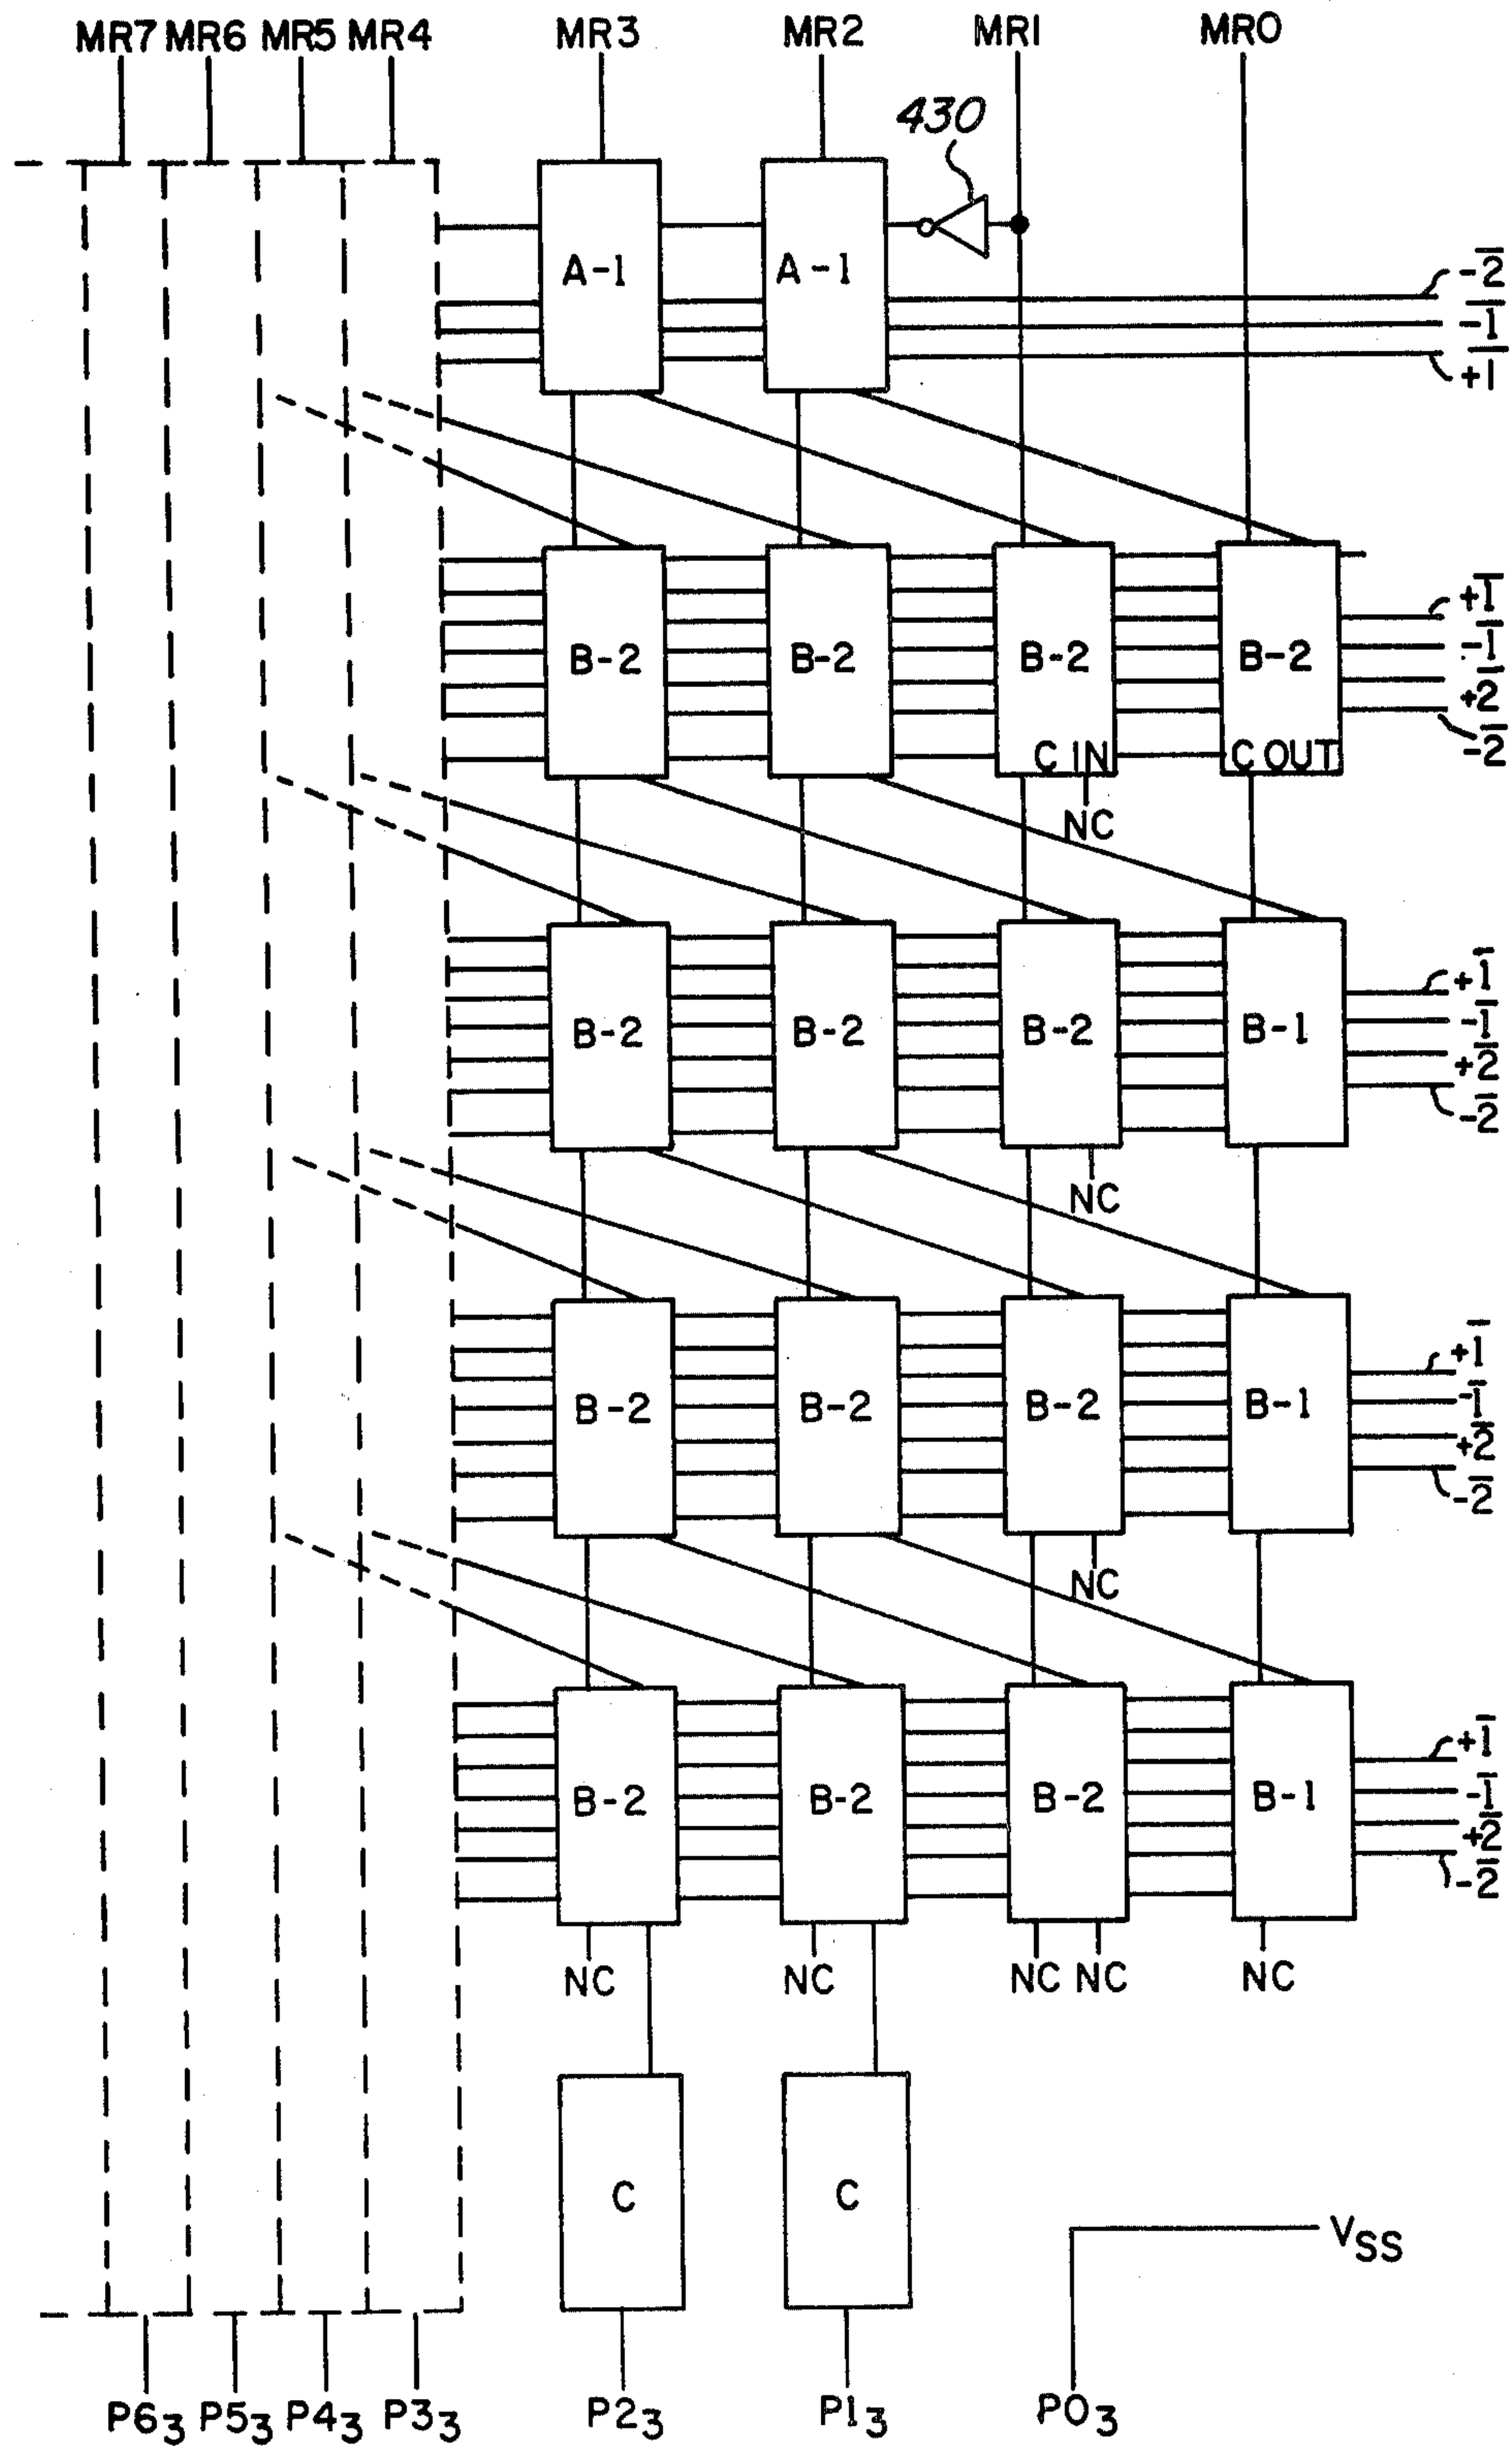 MR7 MR6 MR5 MR4 MR3 MR2 MR1 MR0
430
A-1 A-1
-2̅
-1̅
+1̅
B-2 B-2 B-2 B-2
C IN C OUT
NC
+1̅
-1̅
+2̅
-2̅
B-2 B-2 B-2 B-1
NC
+1̅
-1̅
+2̅
-2̅
B-2 B-2 B-2 B-1
NC
+1̅
-1̅
+2̅
-2̅
B-2 B-2 B-2 B-1
+1̅
-1̅
+2̅
-2̅
NC NC NC NC NC
C C
V_SS
P6₃ P5₃ P4₃ P3₃ P2₃ P1₃ P0₃